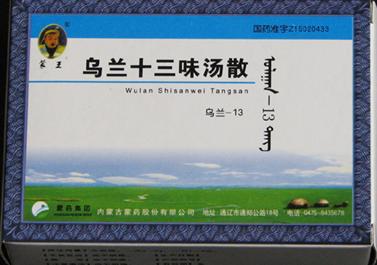 国药准字Z15020433
蒙王
乌兰十三味汤散
Wulan Shisanwei Tangsan
乌兰-13
蒙药集团
内蒙古蒙药股份有限公司 地址:通辽市通郑公路18号 电话:0475-8435678